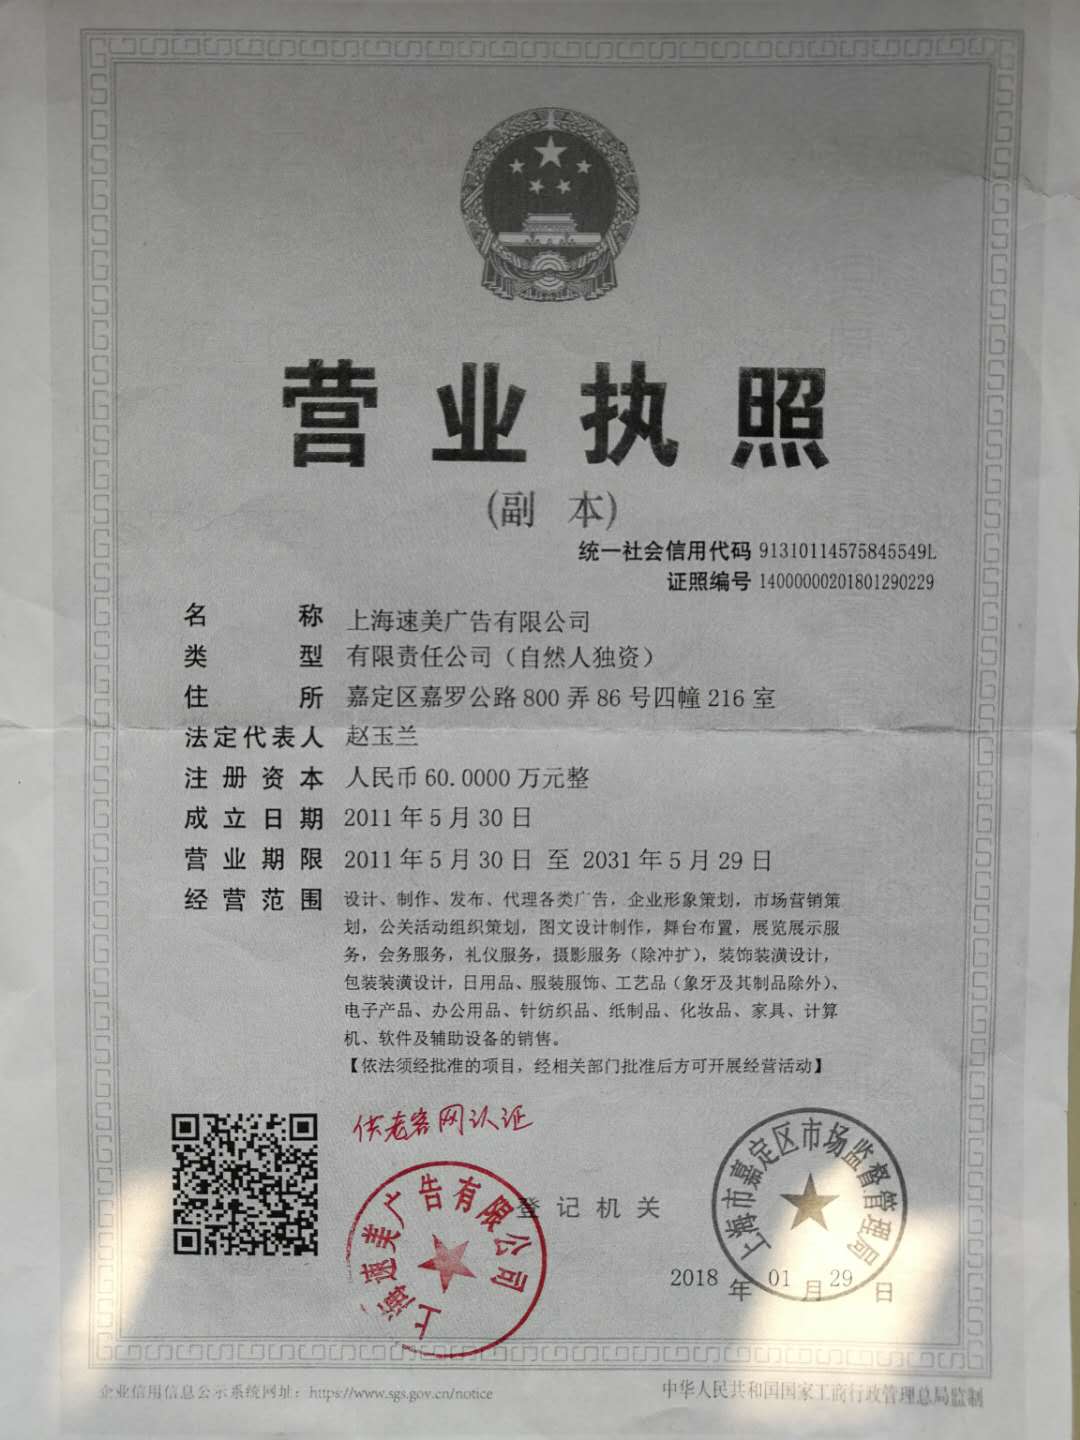 营业执照
(副 本)
统一社会信用代码 91310114575845549L
证照编号 14000000201801290229
名 称 上海速美广告有限公司
类 型 有限责任公司（自然人独资）
住 所 嘉定区嘉罗公路800弄86号四幢216室
法定代表人 赵玉兰
注册资本 人民币60.0000万元整
成立日期 2011年5月30日
营业期限 2011年5月30日 至 2031年5月29日
经营范围 设计、制作、发布、代理各类广告，企业形象策划，市场营销策
划，公关活动组织策划，图文设计制作，舞台布置，展览展示服
务，会务服务，礼仪服务，摄影服务（除冲扩），装饰装潢设计，
包装装潢设计，日用品、服装服饰、工艺品（象牙及其制品除外）、
电子产品、办公用品、针纺织品、纸制品、化妆品、家具、计算
机、软件及辅助设备的销售。
【依法须经批准的项目，经相关部门批准后方可开展经营活动】
供老客网认证
上海速美广告有限公司
登记机关
上海市嘉定区市场监督管理局
2018年01月29日
企业信用信息公示系统网址：https://www.sgs.gov.cn/notice
中华人民共和国国家工商行政管理总局监制